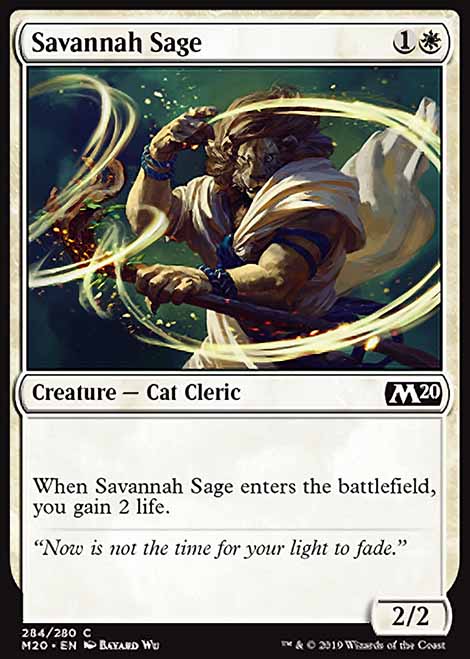 Savannah Sage 1
Creature — Cat Cleric M20
When Savannah Sage enters the battlefield,
you gain 2 life.
“Now is not the time for your light to fade.”
2/2
284/280 C
M20 • EN Bayard Wu ™ & © 2019 Wizards of the Coast